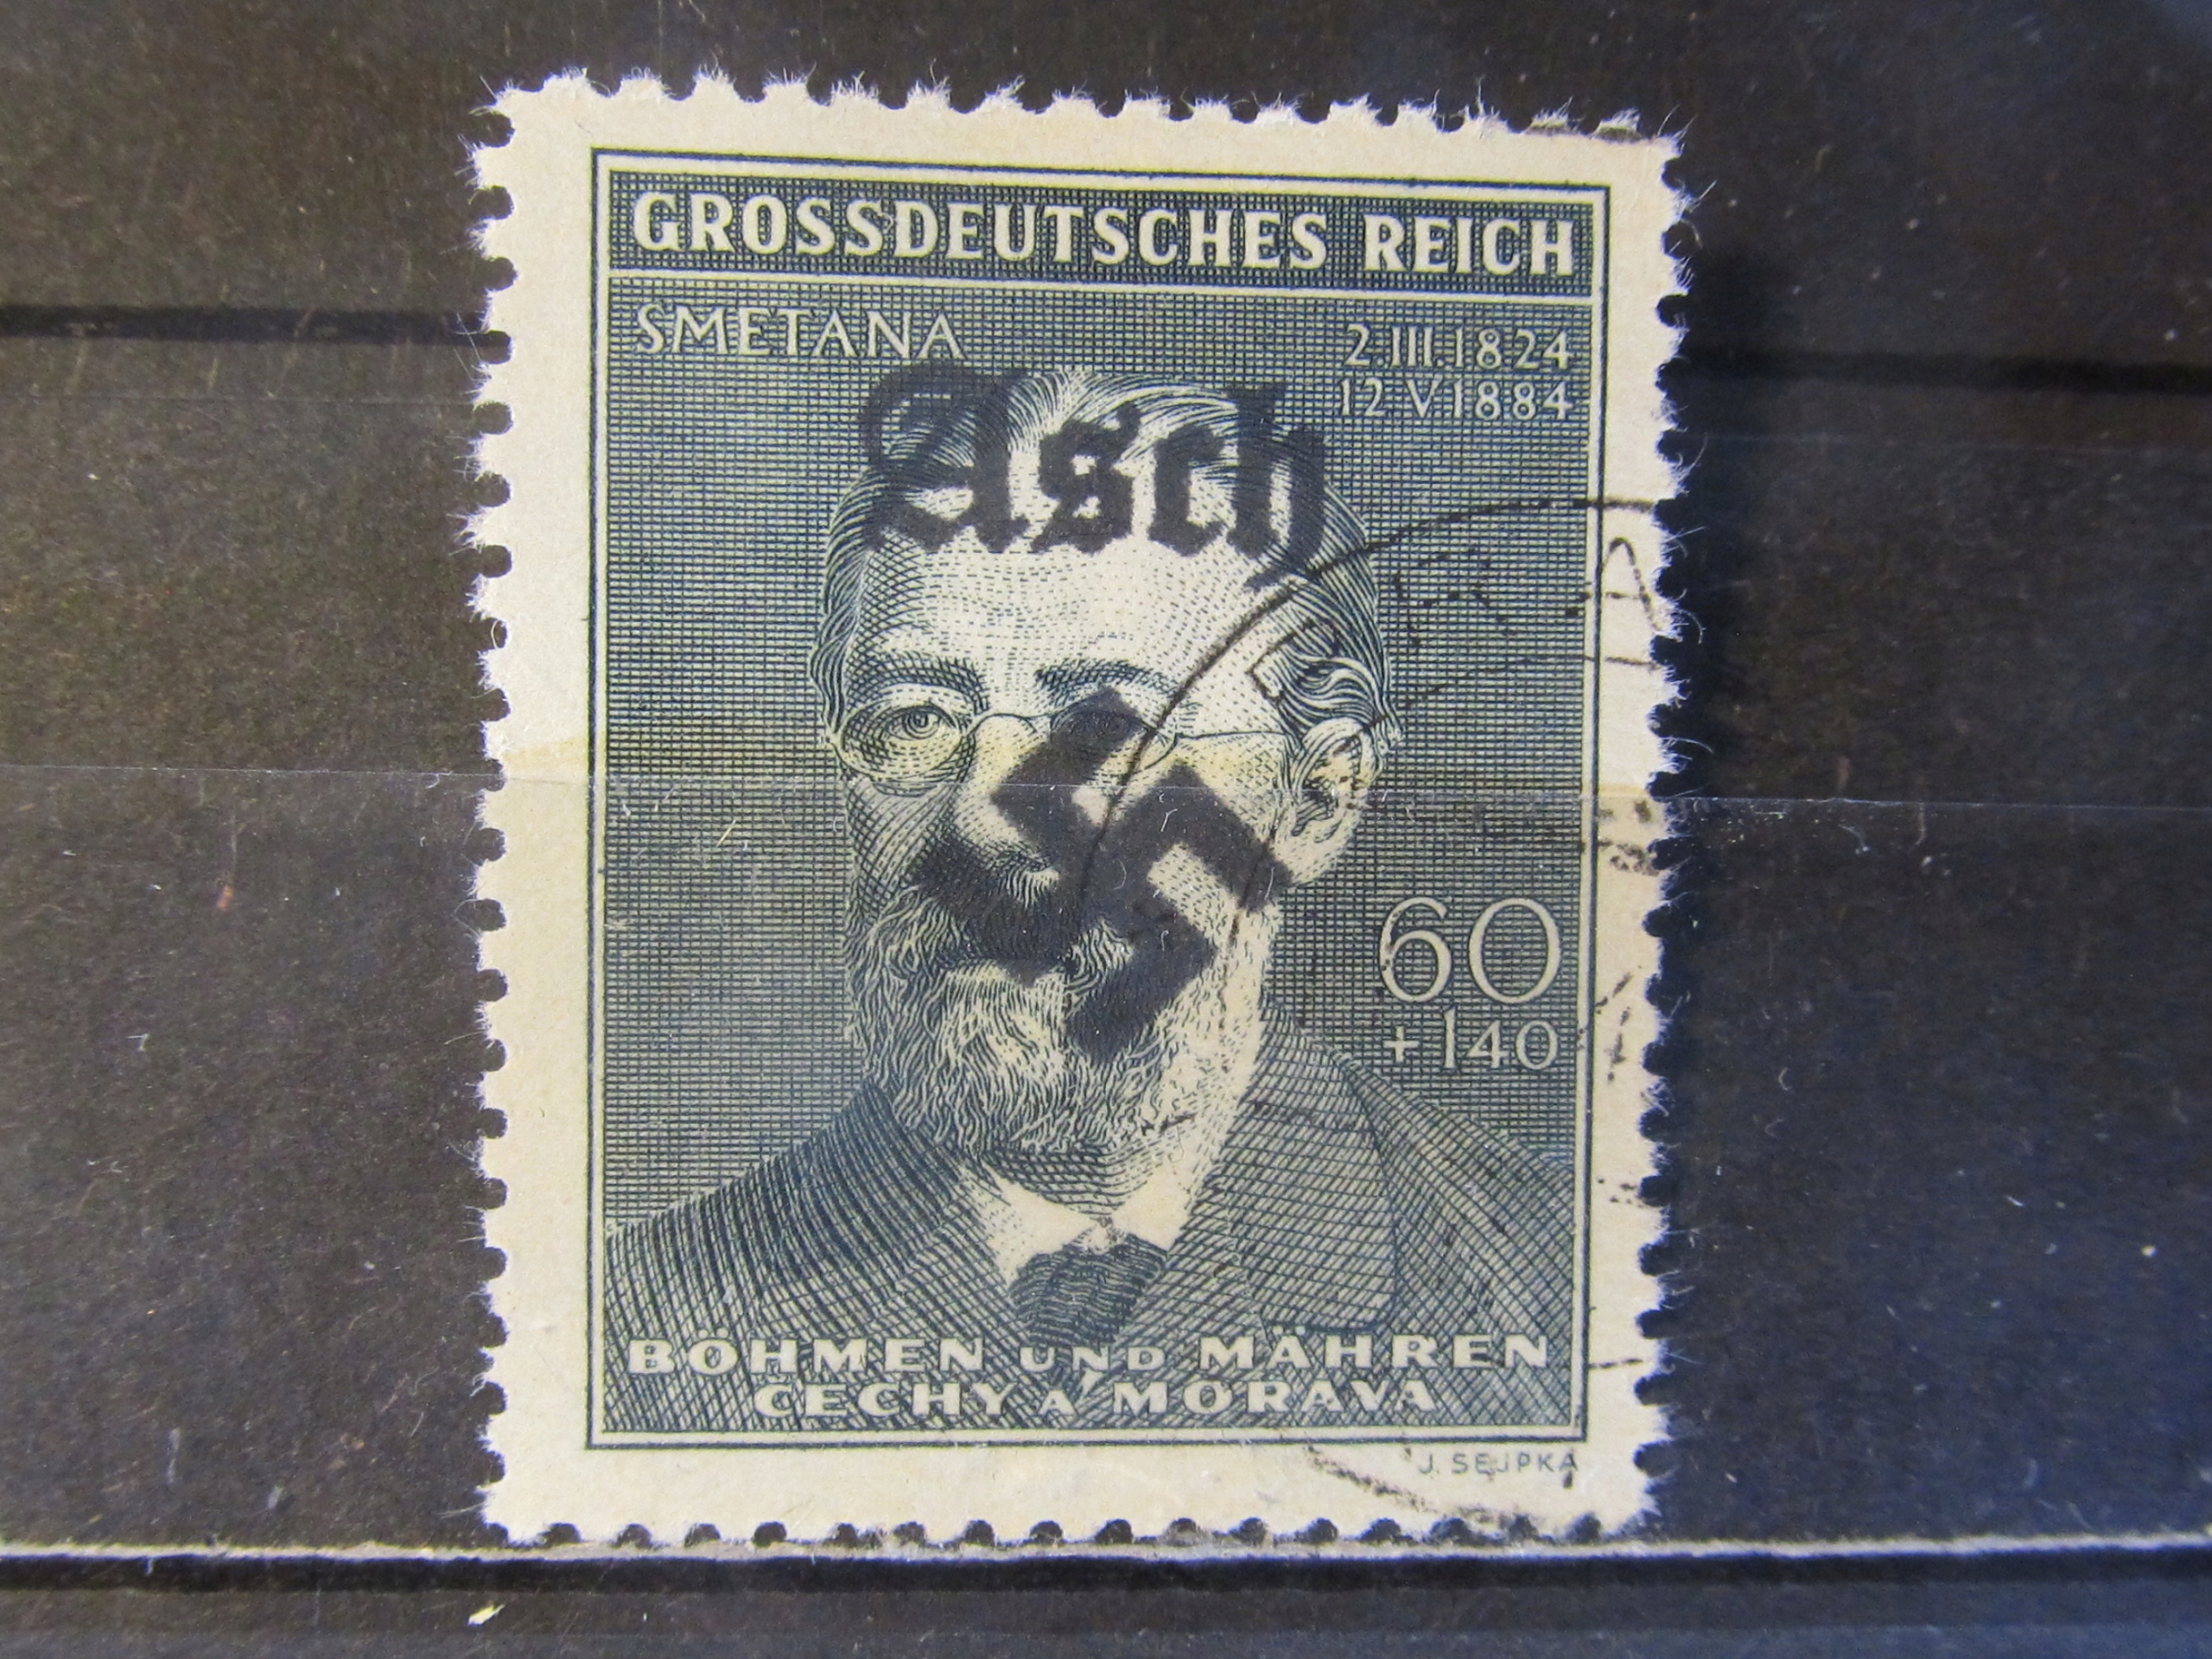 GROSSDEUTSCHES REICH
SMETANA
2.III.1824
12.V.1884
Asch
60
+140
BÖHMEN UND MÄHREN
ČECHY A MORAVA
J. SEJPKA